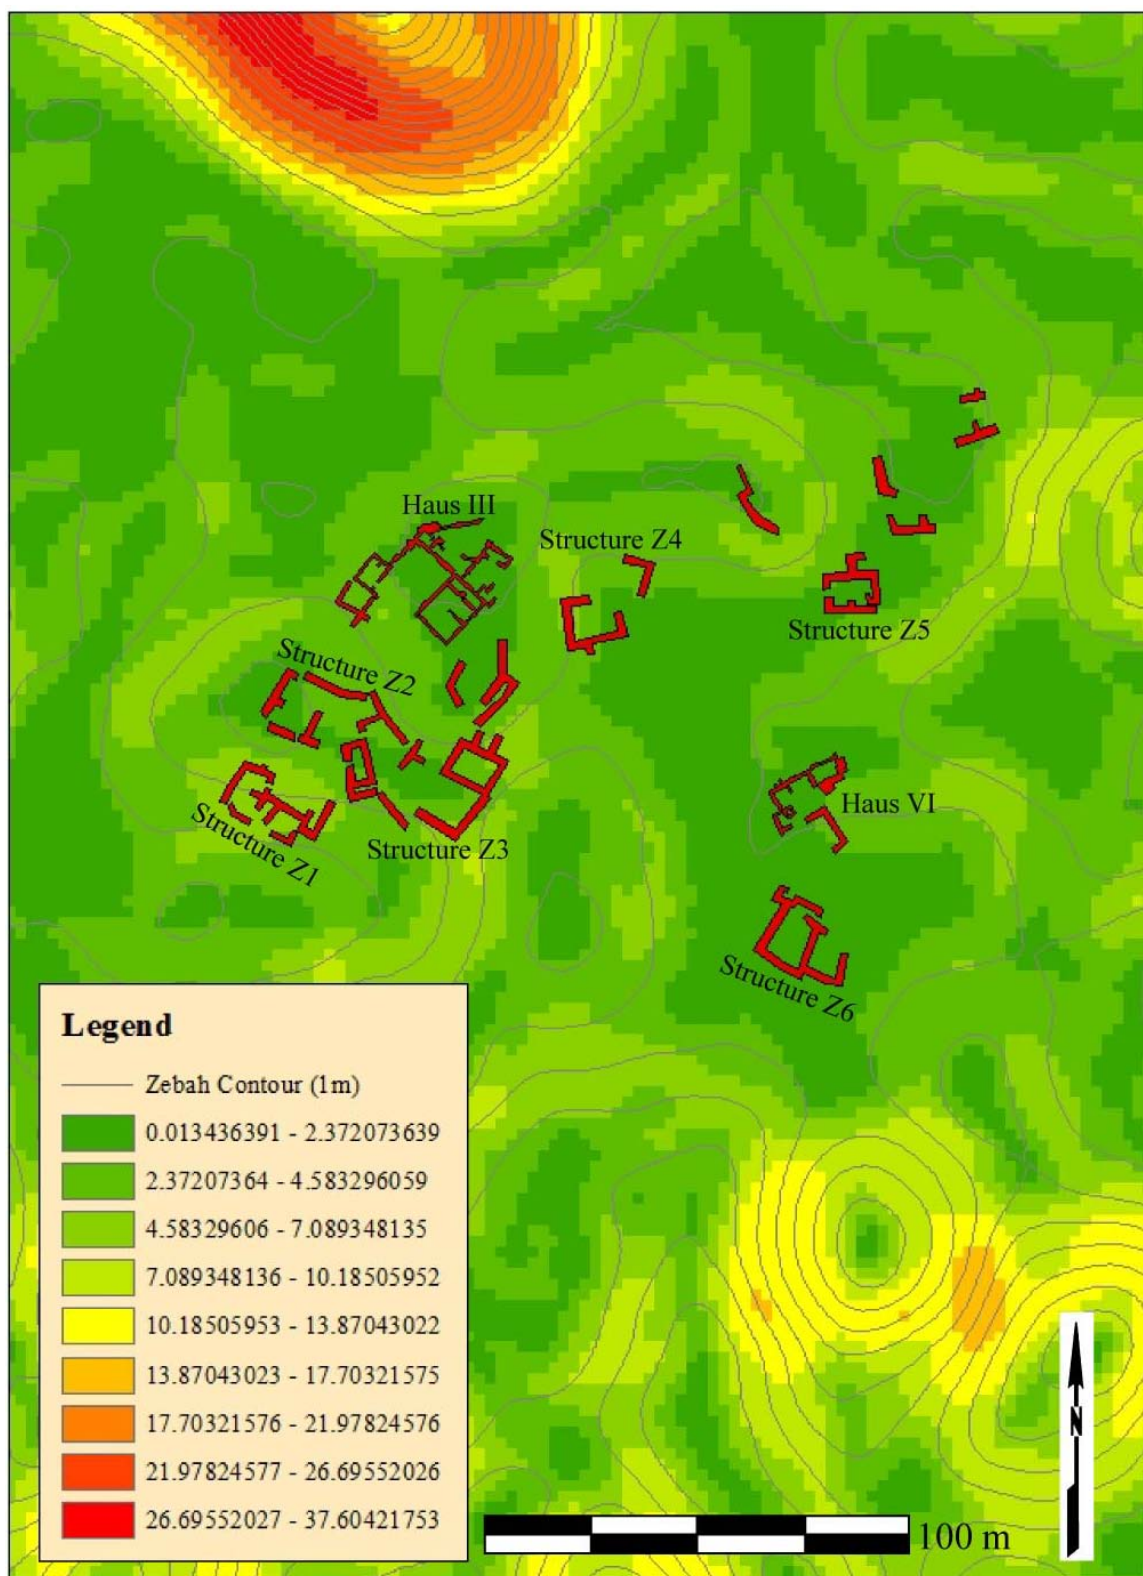 Haus III
Structure Z4
Structure Z5
Structure Z2
Haus VI
Structure Z1
Structure Z3
Structure Z6
Legend
Zebah Contour (1m)
0.013436391 - 2.372073639
2.37207364 - 4.583296059
4.58329606 - 7.089348135
7.089348136 - 10.18505952
10.18505953 - 13.87043022
13.87043023 - 17.70321575
17.70321576 - 21.97824576
21.97824577 - 26.69552026
26.69552027 - 37.60421753
N
100 m